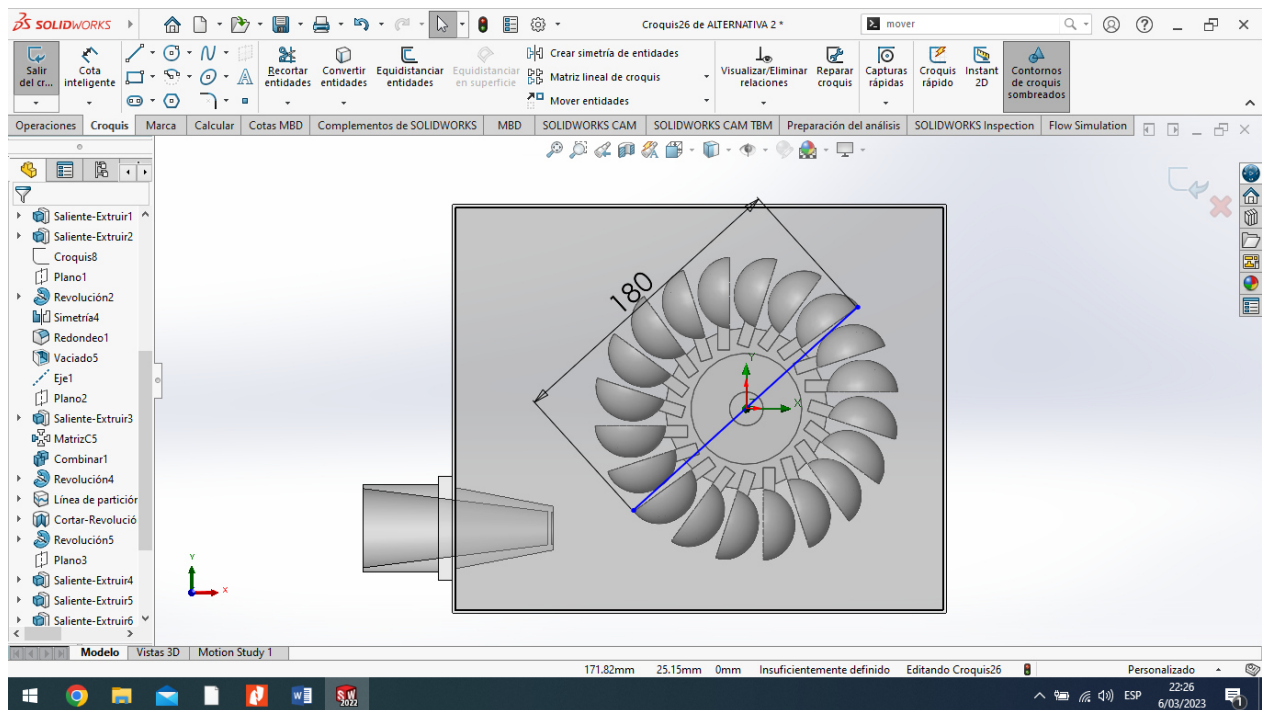 SOLIDWORKS
Croquis26 de ALTERNATIVA 2 *
mover
Salir del cr...
Cota inteligente
Recortar entidades
Convertir entidades
Equidistanciar entidades
Equidistanciar en superficie
Crear simetría de entidades
Matriz lineal de croquis
Mover entidades
Visualizar/Eliminar relaciones
Reparar croquis
Capturas rápidas
Croquis rápido
Instant 2D
Contornos de croquis sombreados
Operaciones Croquis Marca Calcular Cotas MBD Complementos de SOLIDWORKS MBD SOLIDWORKS CAM SOLIDWORKS CAM TBM Preparación del análisis SOLIDWORKS Inspection Flow Simulation
Saliente-Extruir1
Saliente-Extruir2
Croquis8
Plano1
Revolución2
Simetría4
Redondeo1
Vaciado5
Eje1
Plano2
Saliente-Extruir3
MatrizC5
Combinar1
Revolución4
Línea de partición
Cortar-Revolució
Revolución5
Plano3
Saliente-Extruir4
Saliente-Extruir5
Saliente-Extruir6
180
Y
X
Y
X
Modelo Vistas 3D Motion Study 1
171.82mm 25.15mm 0mm Insuficientemente definido Editando Croquis26 Personalizado
ESP
22:26
6/03/2023